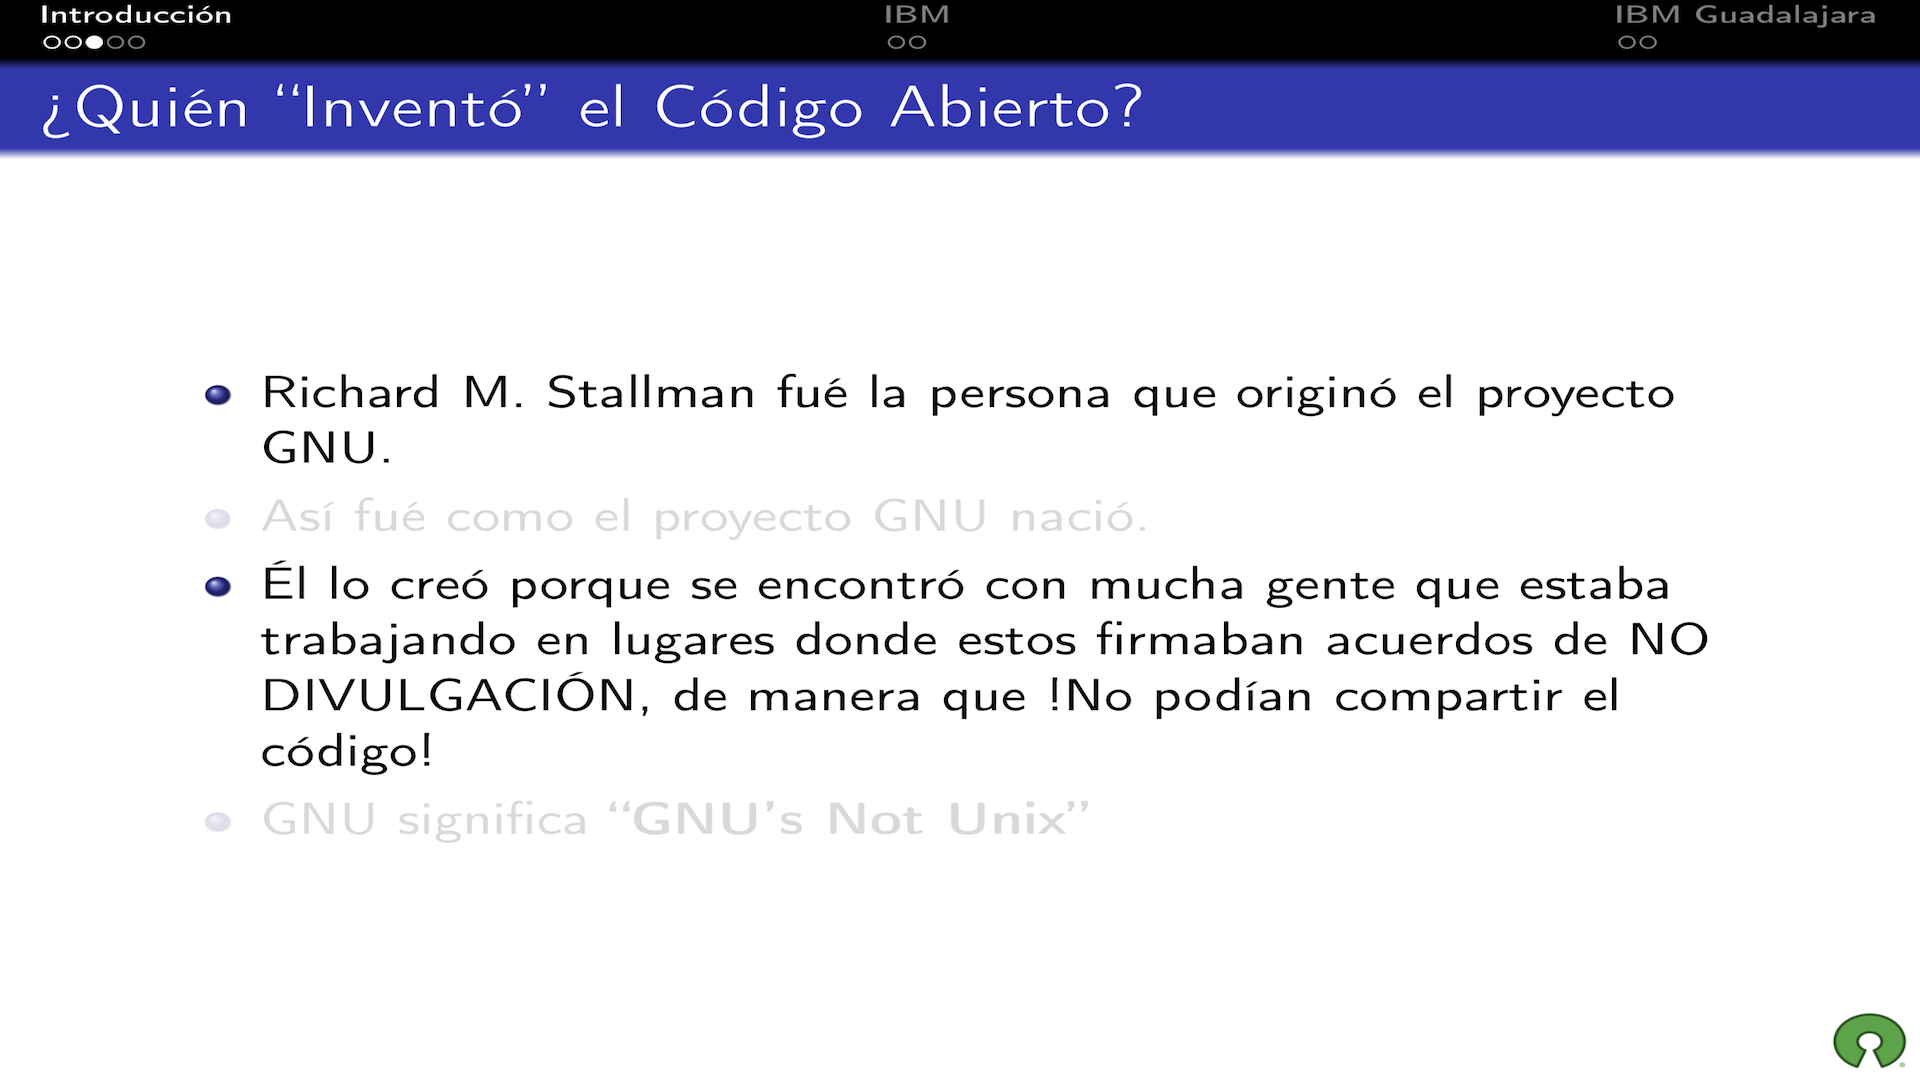 Introducción
IBM
IBM Guadalajara
¿Quién “Inventó” el Código Abierto?
Richard M. Stallman fué la persona que originó el proyecto
GNU.
Así fué como el proyecto GNU nació.
Él lo creó porque se encontró con mucha gente que estaba
trabajando en lugares donde estos firmaban acuerdos de NO
DIVULGACIÓN, de manera que !No podían compartir el
código!
GNU significa “GNU’s Not Unix”